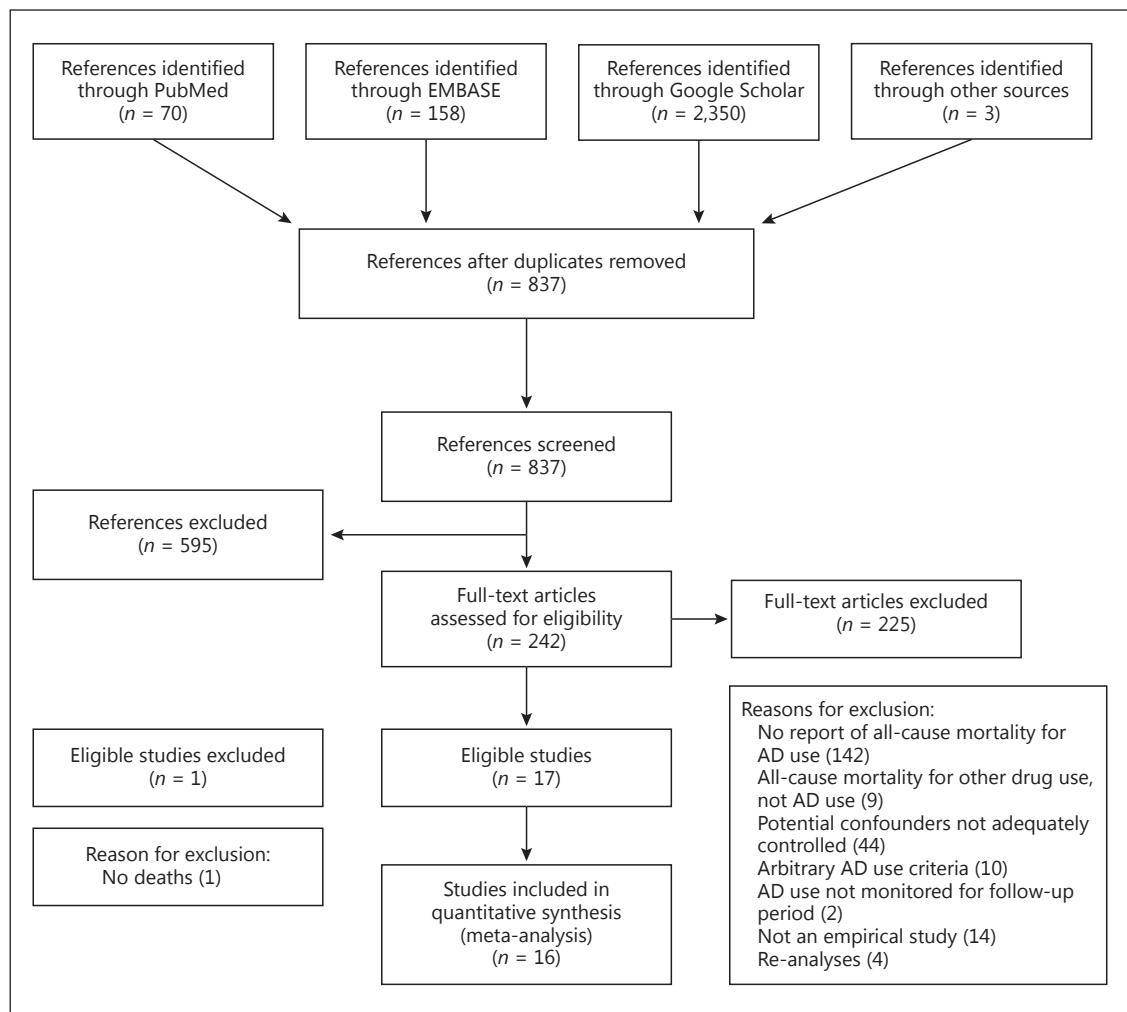 References identified
through PubMed
(n = 70)
References identified
through EMBASE
(n = 158)
References identified
through Google Scholar
(n = 2,350)
References identified
through other sources
(n = 3)
References after duplicates removed
(n = 837)
References screened
(n = 837)
References excluded
(n = 595)
Full-text articles
assessed for eligibility
(n = 242)
Full-text articles excluded
(n = 225)
Reasons for exclusion:
No report of all-cause mortality for
AD use (142)
All-cause mortality for other drug use,
not AD use (9)
Potential confounders not adequately
controlled (44)
Arbitrary AD use criteria (10)
AD use not monitored for follow-up
period (2)
Not an empirical study (14)
Re-analyses (4)
Eligible studies excluded
(n = 1)
Eligible studies
(n = 17)
Reason for exclusion:
No deaths (1)
Studies included in
quantitative synthesis
(meta-analysis)
(n = 16)